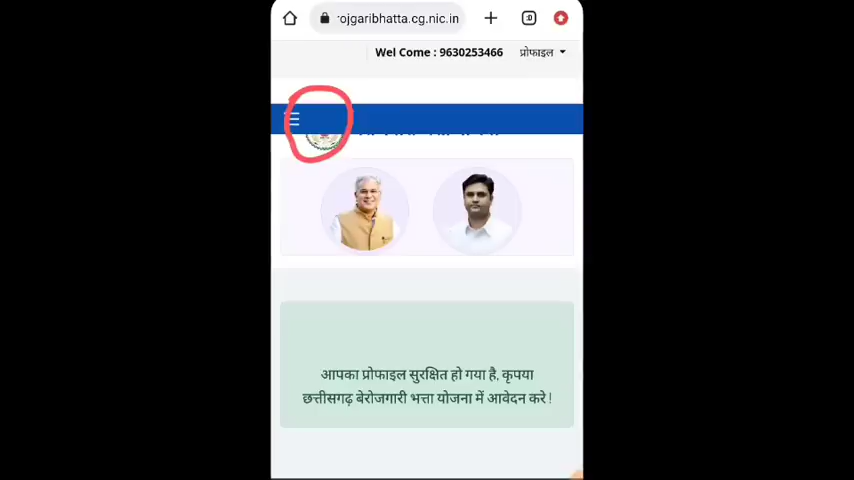 rojgaribhatta.cg.nic.in
:D
Wel Come : 9630253466 प्रोफाइल
आपका प्रोफाइल सुरक्षित हो गया है, कृपया
छत्तीसगढ़ बेरोजगारी भत्ता योजना में आवेदन करे !